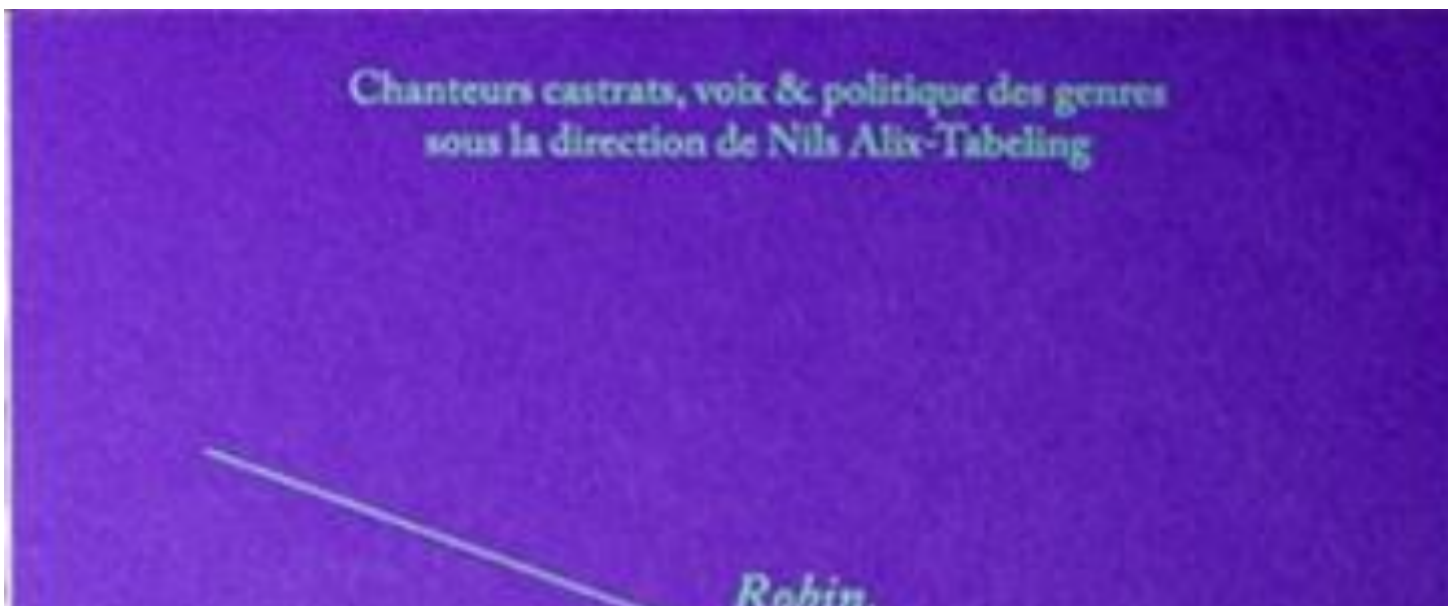 Chanteurs castrats, voix & politique des genres
sous la direction de Nils Alix-Tabeling
Robin.